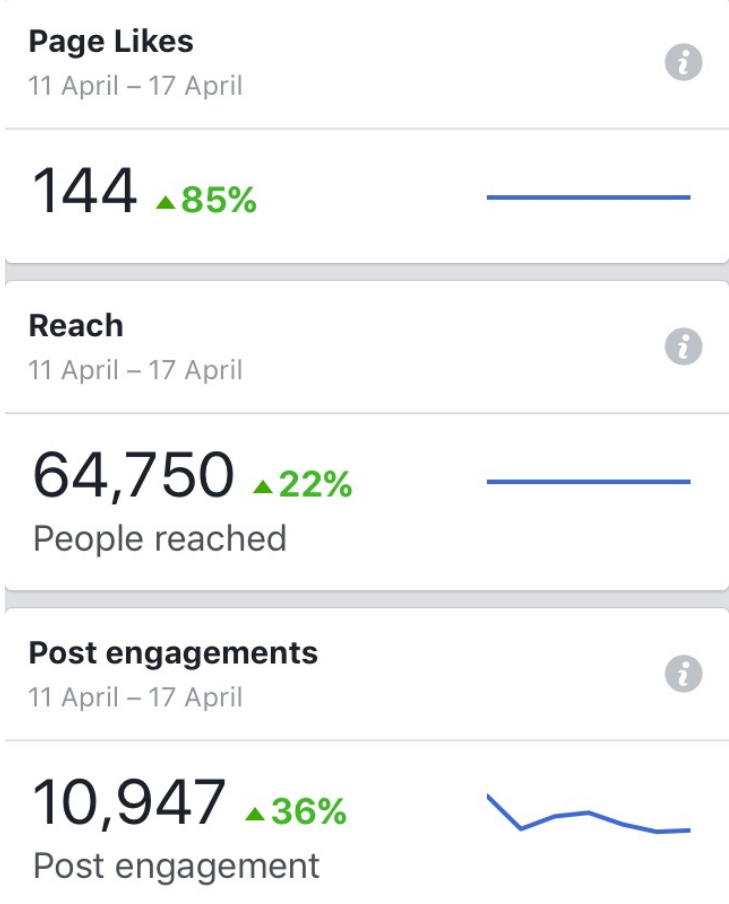 Page Likes
11 April – 17 April
144 ▲85%
Reach
11 April – 17 April
64,750 ▲22%
People reached
Post engagements
11 April – 17 April
10,947 ▲36%
Post engagement